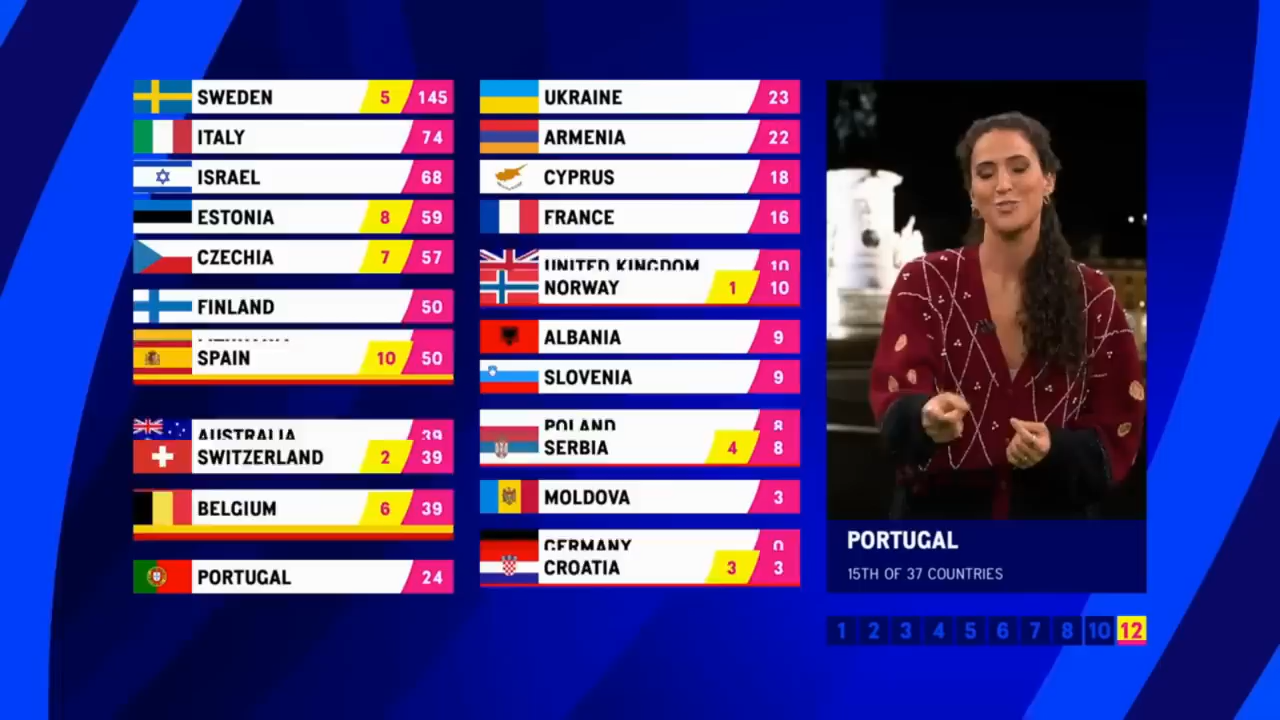 SWEDEN 5 145
ITALY 74
ISRAEL 68
ESTONIA 8 59
CZECHIA 7 57
FINLAND 50
SPAIN 10 50
AUSTRALIA 39
SWITZERLAND 2 39
BELGIUM 6 39
PORTUGAL 24
UKRAINE 23
ARMENIA 22
CYPRUS 18
FRANCE 16
UNITED KINGDOM 10
NORWAY 1 10
ALBANIA 9
SLOVENIA 9
POLAND 8
SERBIA 4 8
MOLDOVA 3
GERMANY 0
CROATIA 3 3
PORTUGAL
15TH OF 37 COUNTRIES
1 2 3 4 5 6 7 8 10 12